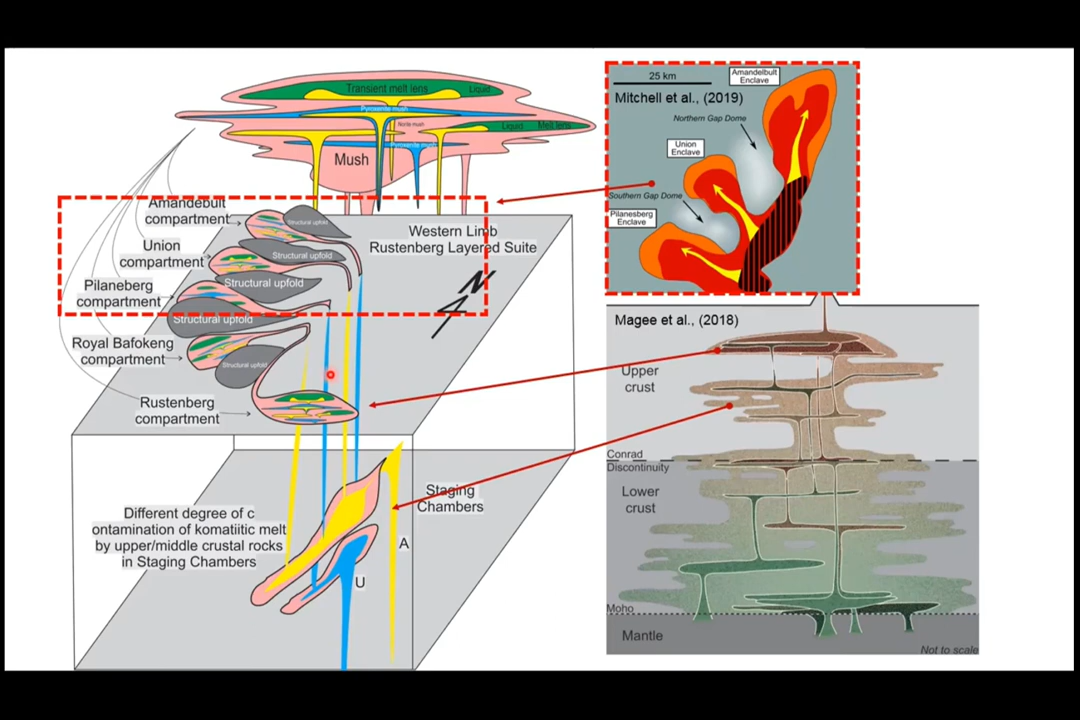 Transient melt lens
Liquid
Pyroxenite mush
Norite mush
Liquid
Melt lens
Pyroxenite mush
Mush
Amandebult
compartment
Structural upfold
Union
compartment
Structural upfold
Pilaneberg
compartment
Structural upfold
Structural upfold
Royal Bafokeng
compartment
Structural upfold
Rustenberg
compartment
Western Limb
Rustenberg Layered Suite
N
Different degree of c
ontamination of komatiitic melt
by upper/middle crustal rocks
in Staging Chambers
Staging
Chambers
A
U
25 km
Mitchell et al., (2019)
Amandelbult
Enclave
Northern Gap Dome
Union
Enclave
Southern Gap Dome
Pilanesberg
Enclave
Magee et al., (2018)
Upper
crust
Conrad
Discontinuity
Lower
crust
Moho
Mantle
Not to scale